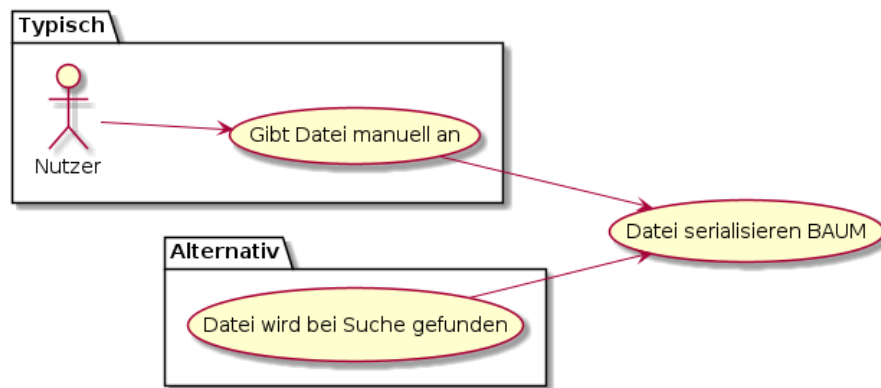 Typisch
Nutzer
Gibt Datei manuell an
Datei serialisieren BAUM
Alternativ
Datei wird bei Suche gefunden